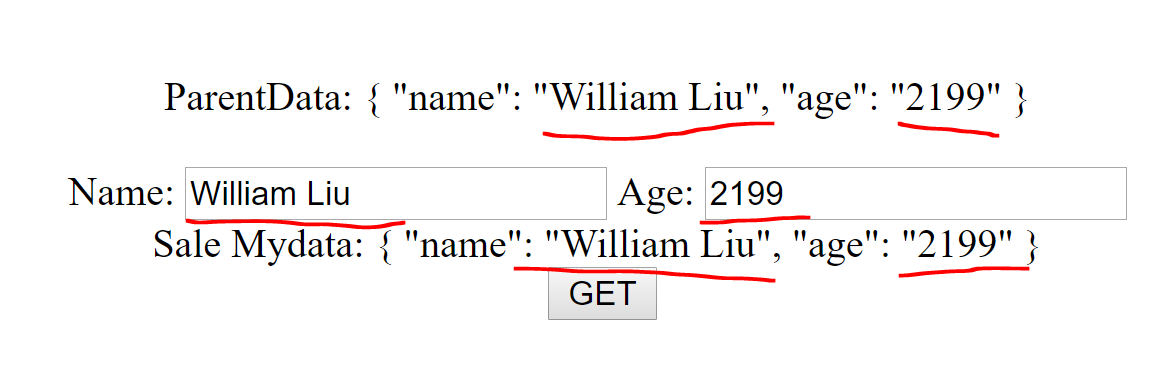 ParentData: { "name": "William Liu", "age": "2199" }
Name: William Liu Age: 2199
Sale Mydata: { "name": "William Liu", "age": "2199" }
GET